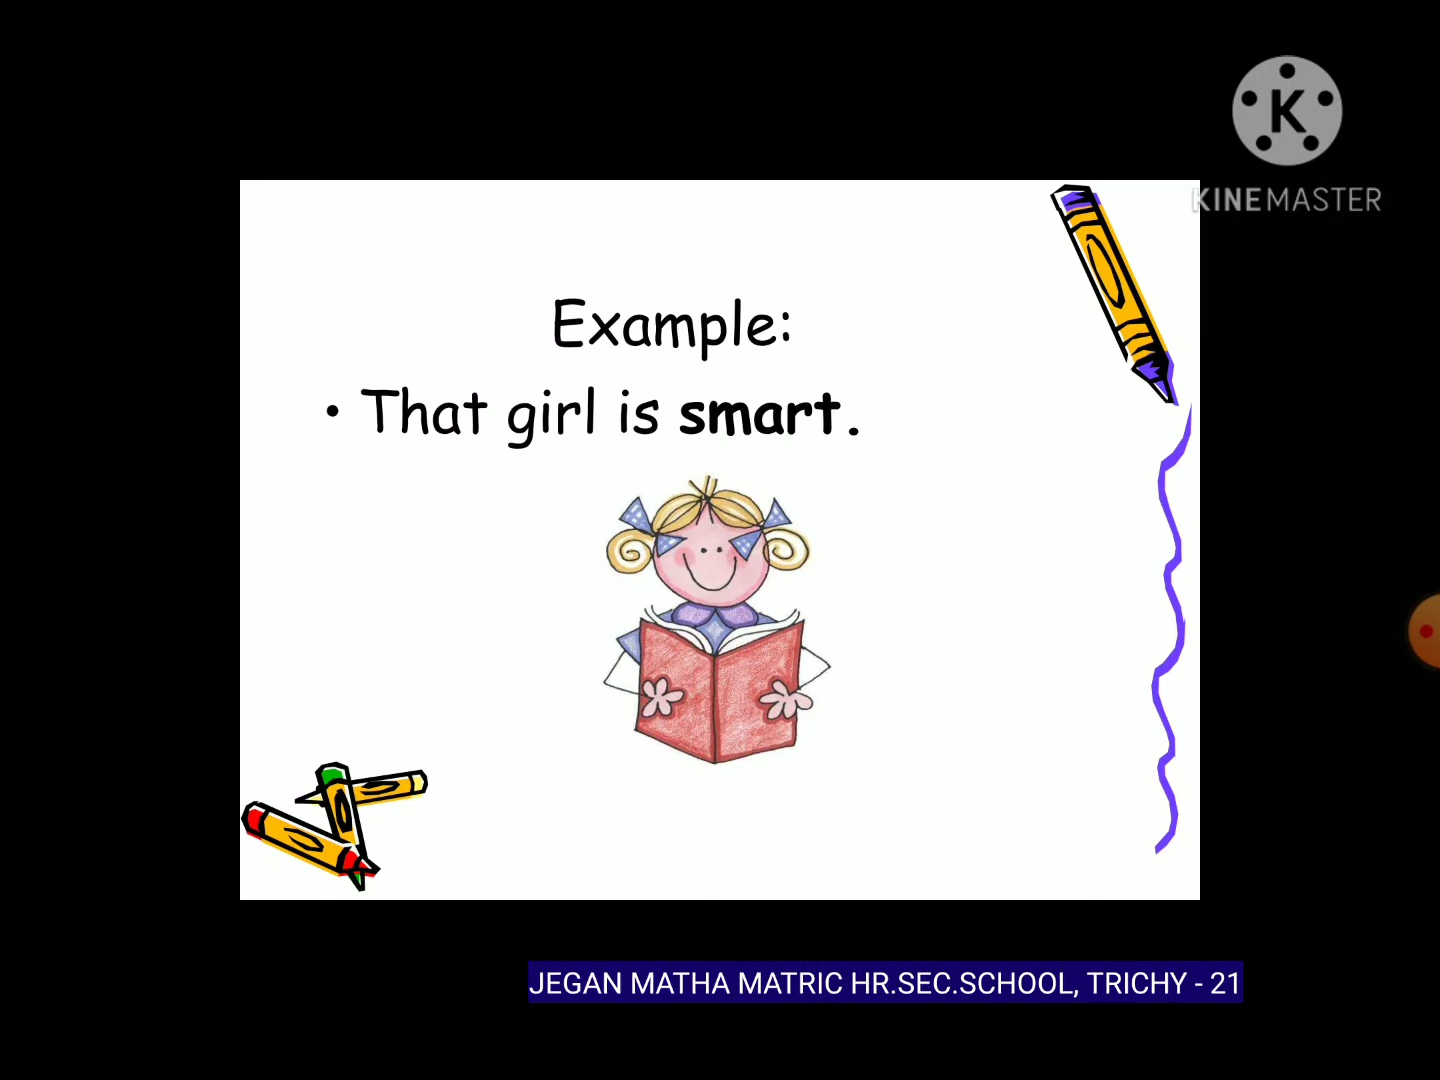 K
KINEMASTER
Example:
• That girl is smart.
JEGAN MATHA MATRIC HR.SEC.SCHOOL, TRICHY - 21